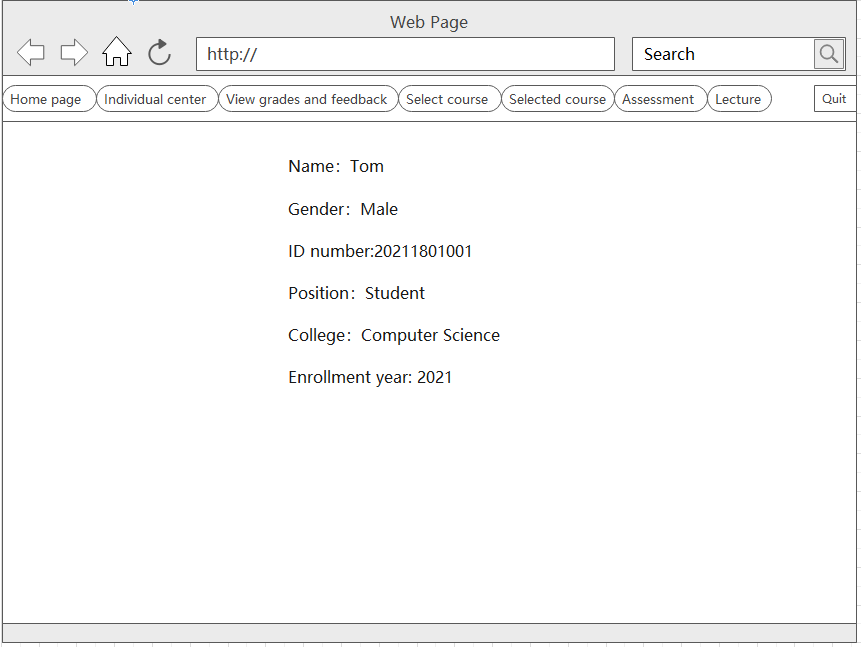 Web Page
http://
Search
Home page Individual center View grades and feedback Select course Selected course Assessment Lecture Quit
Name：Tom
Gender：Male
ID number:20211801001
Position：Student
College：Computer Science
Enrollment year: 2021